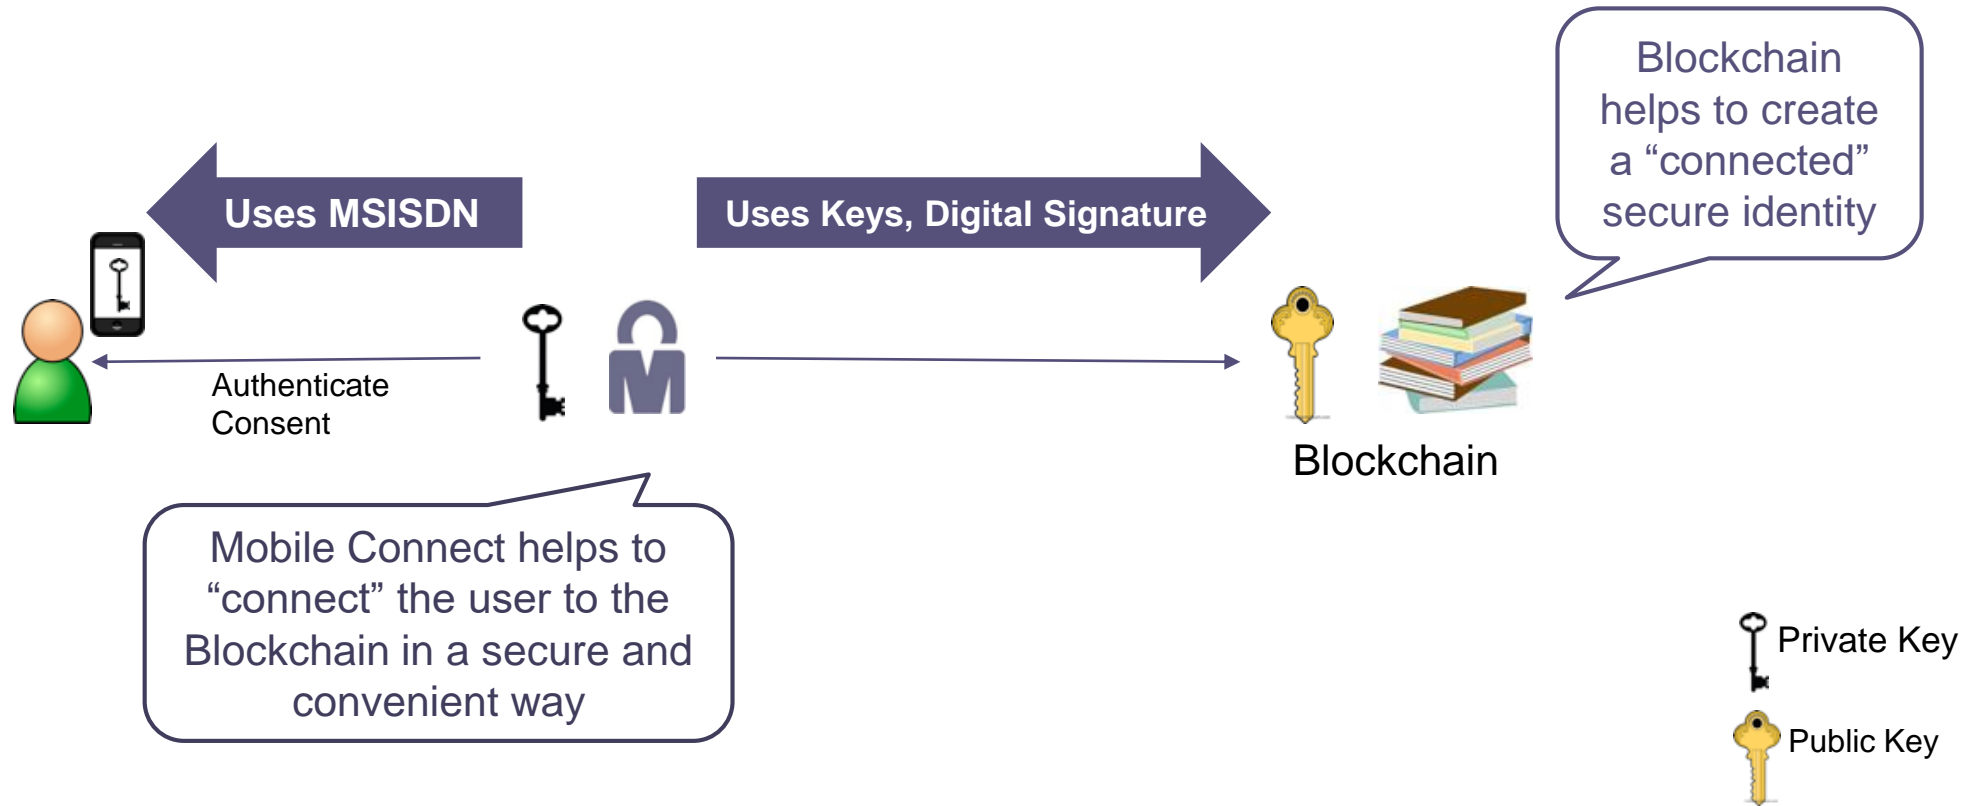 Blockchain
helps to create
a “connected”
secure identity
Uses MSISDN
Uses Keys, Digital Signature
Authenticate
Consent
Blockchain
Mobile Connect helps to
“connect” the user to the
Blockchain in a secure and
convenient way
Private Key
Public Key